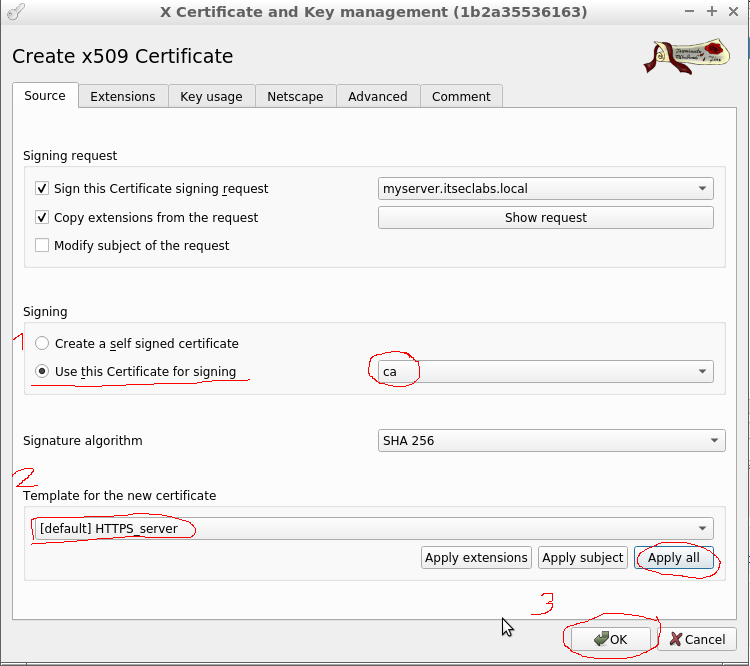 X Certificate and Key management (1b2a35536163)
Create x509 Certificate
Source Extensions Key usage Netscape Advanced Comment
Signing request
Sign this Certificate signing request myserver.itseclabs.local
Copy extensions from the request Show request
Modify subject of the request
Signing
1 Create a self signed certificate
Use this Certificate for signing ca
Signature algorithm SHA 256
2
Template for the new certificate
[default] HTTPS_server
Apply extensions Apply subject Apply all
3
OK Cancel